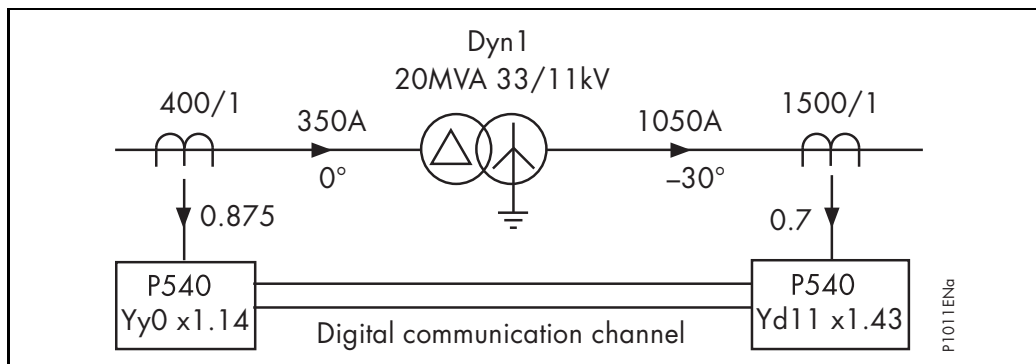 Dyn1
20MVA 33/11kV
400/1
350A
1050A
1500/1
0°
–30°
0.875
0.7
P540
Yy0 x1.14
P540
Yd11 x1.43
Digital communication channel
P1011ENa